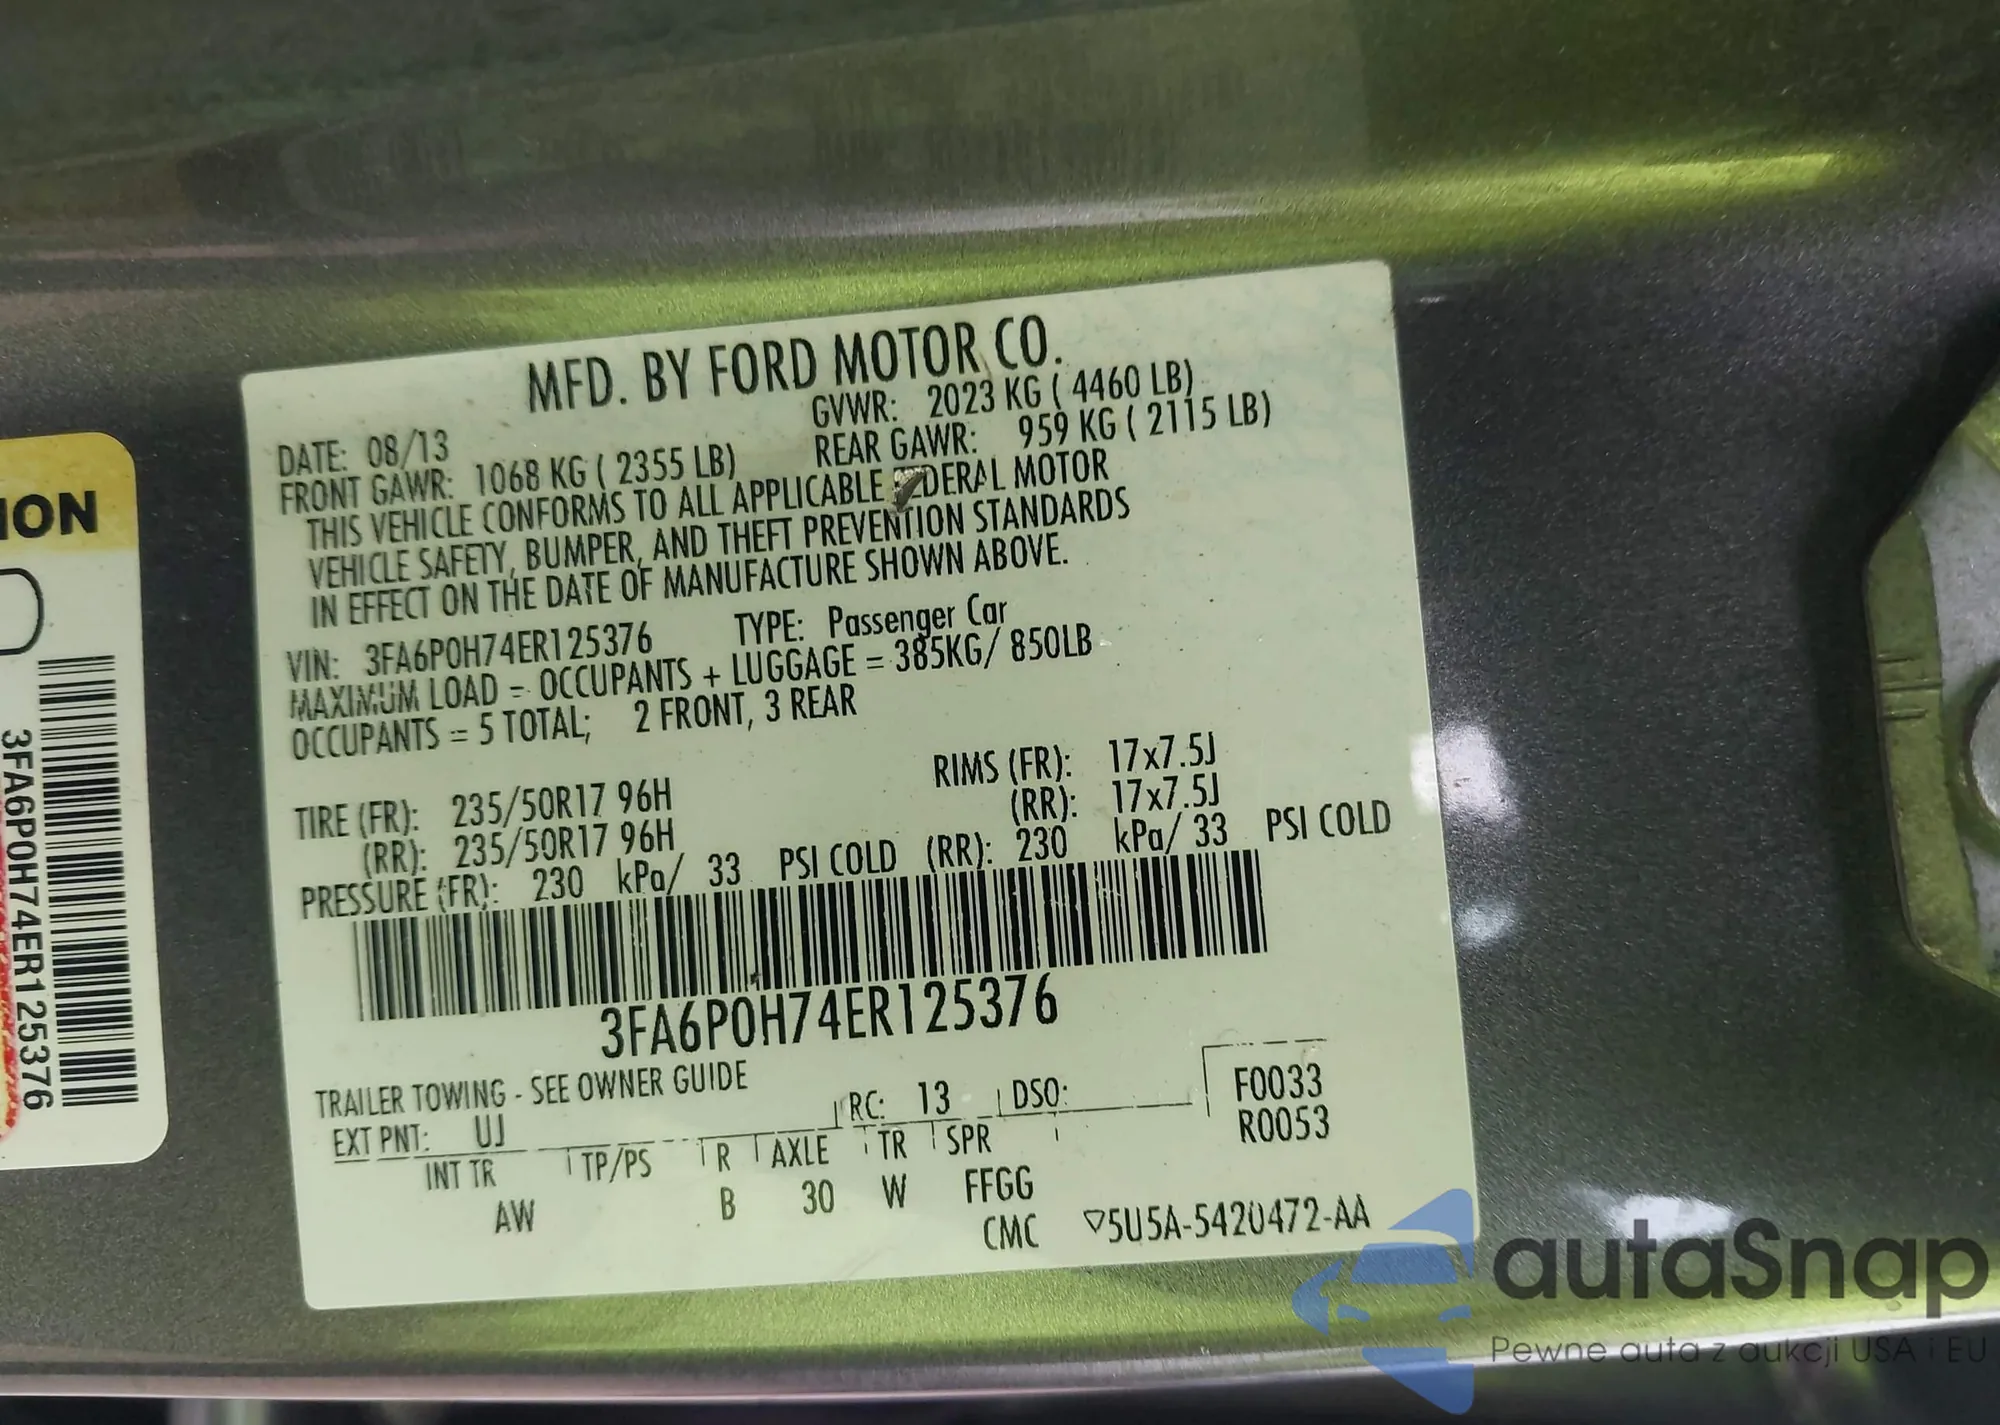 MFD. BY FORD MOTOR CO.
DATE: 08/13 GVWR: 2023 KG ( 4460 LB)
FRONT GAWR: 1068 KG ( 2355 LB) REAR GAWR: 959 KG ( 2115 LB)
THIS VEHICLE CONFORMS TO ALL APPLICABLE FEDERAL MOTOR
VEHICLE SAFETY, BUMPER, AND THEFT PREVENTION STANDARDS
IN EFFECT ON THE DATE OF MANUFACTURE SHOWN ABOVE.
VIN: 3FA6P0H74ER125376 TYPE: Passenger Car
MAXIMUM LOAD = OCCUPANTS + LUGGAGE = 385KG/ 850LB
OCCUPANTS = 5 TOTAL; 2 FRONT, 3 REAR
TIRE (FR): 235/50R17 96H RIMS (FR): 17x7.5J
(RR): 235/50R17 96H (RR): 17x7.5J
PRESSURE (FR): 230 kPa/ 33 PSI COLD (RR): 230 kPa/ 33 PSI COLD
3FA6P0H74ER125376
TRAILER TOWING - SEE OWNER GUIDE
EXT PNT: UJ RC: 13 DSO: F0033
R0053
INT TR TP/PS R AXLE TR SPR
AW B 30 W FFGG
CMC ▽5U5A-5420472-AA
ION
3FA6P0H74ER125376
autaSnap
Pewne auta z aukcji USA i EU